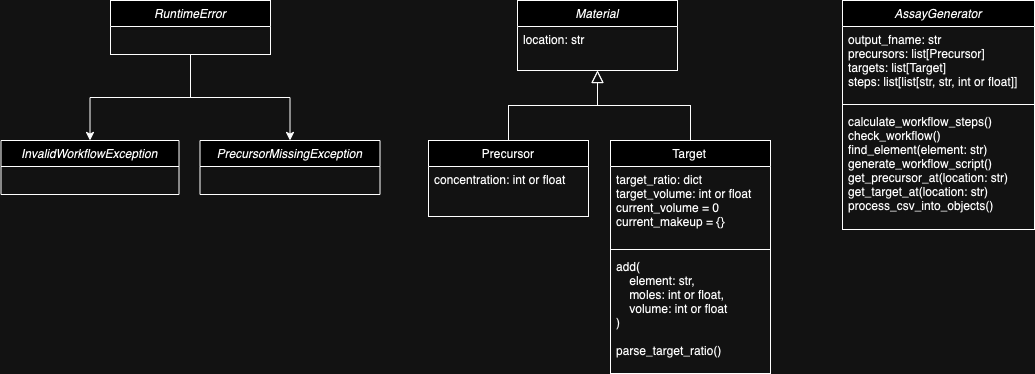 RuntimeError
InvalidWorkflowException
PrecursorMissingException
Material
location: str
Precursor
concentration: int or float
Target
target_ratio: dict
target_volume: int or float
current_volume = 0
current_makeup = {}
add(
element: str,
moles: int or float,
volume: int or float
)
parse_target_ratio()
AssayGenerator
output_fname: str
precursors: list[Precursor]
targets: list[Target]
steps: list[list[str, str, int or float]]
calculate_workflow_steps()
check_workflow()
find_element(element: str)
generate_workflow_script()
get_precursor_at(location: str)
get_target_at(location: str)
process_csv_into_objects()